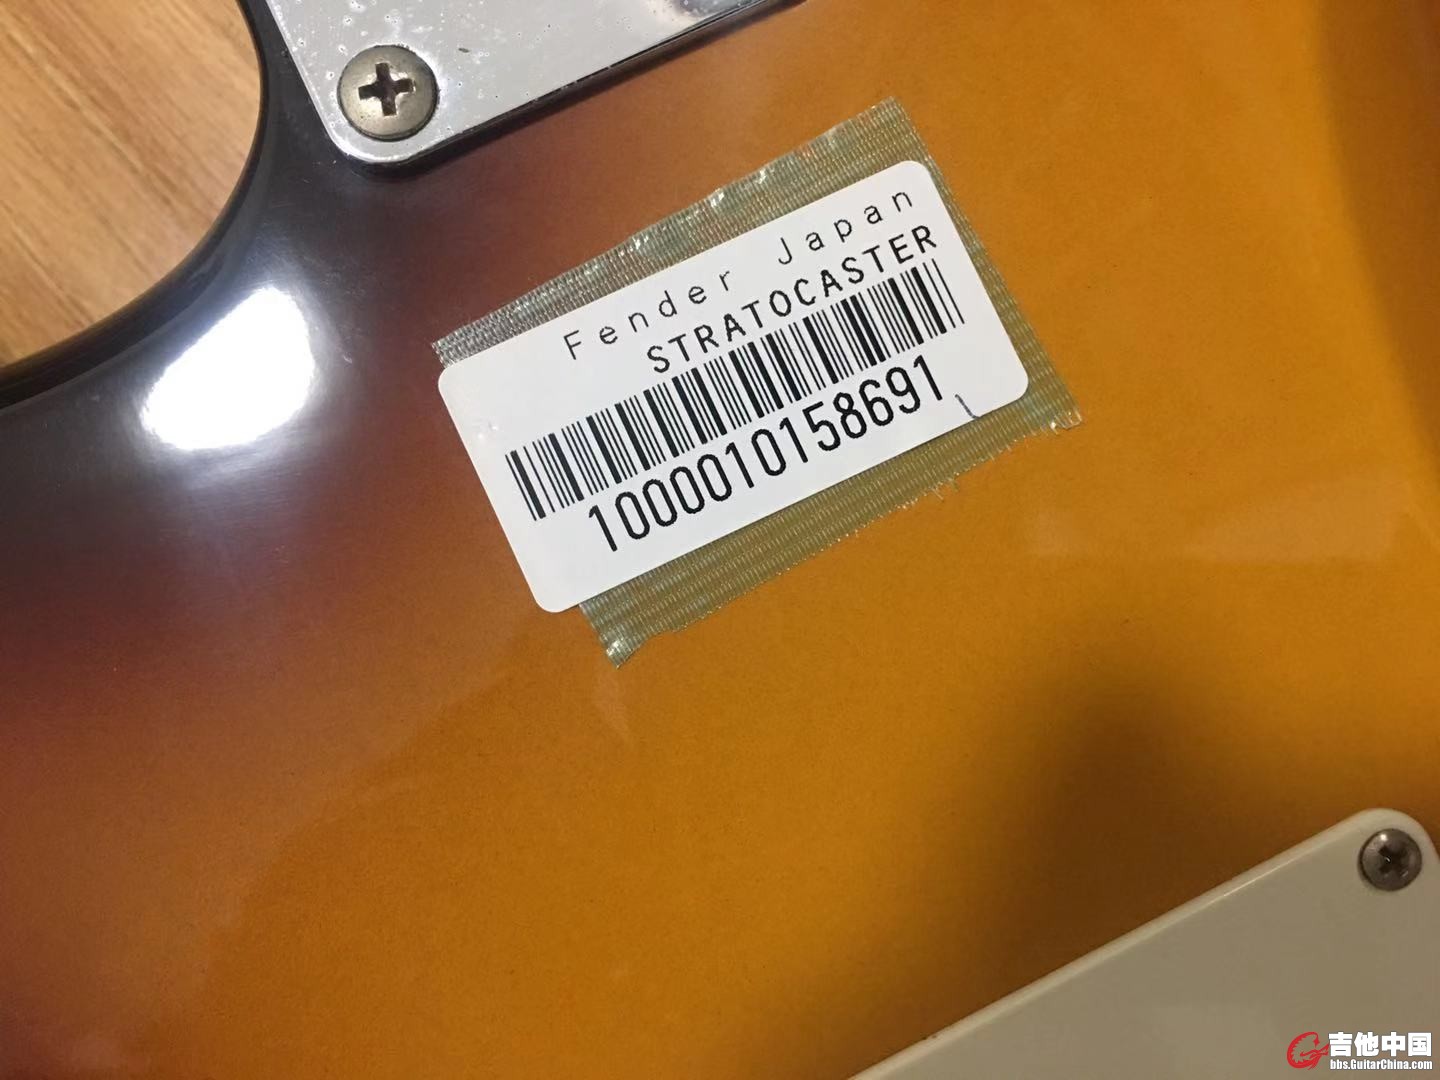 Fender Japan
STRATOCASTER
1000010158691
吉他中国
bbs.GuitarChina.com